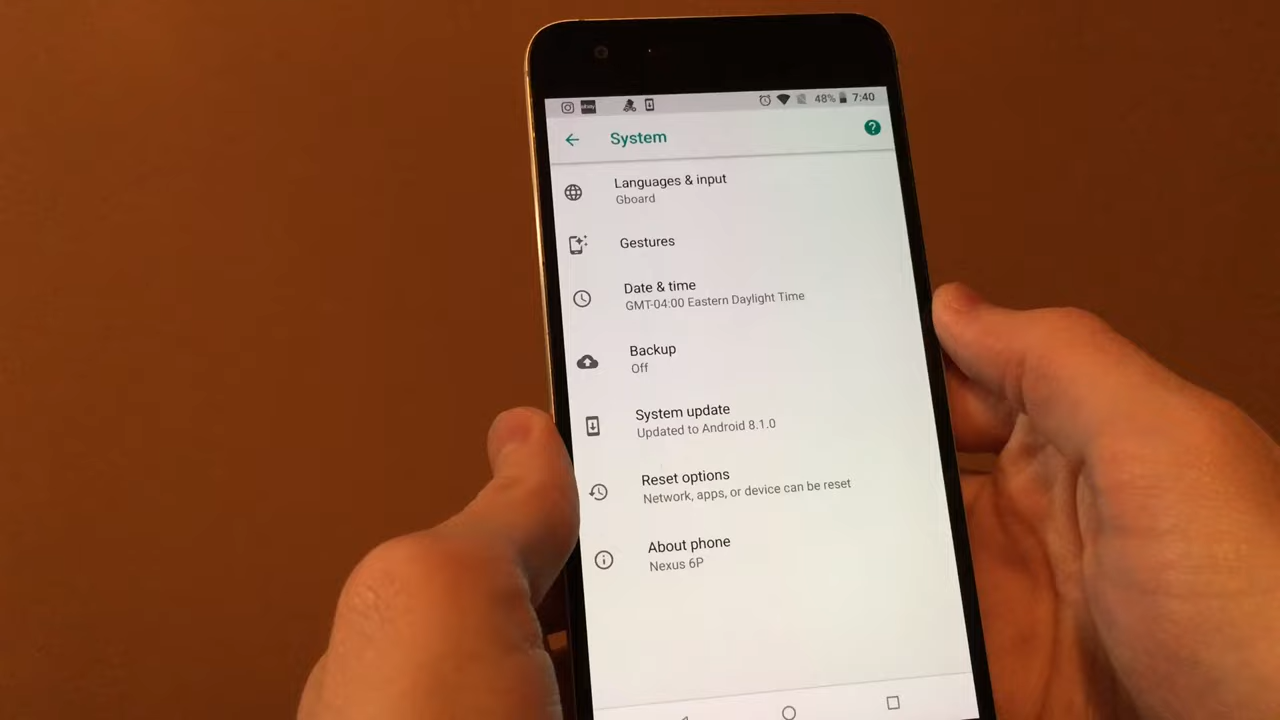 48% 7:40
System
Languages & input
Gboard
Gestures
Date & time
GMT-04:00 Eastern Daylight Time
Backup
Off
System update
Updated to Android 8.1.0
Reset options
Network, apps, or device can be reset
About phone
Nexus 6P